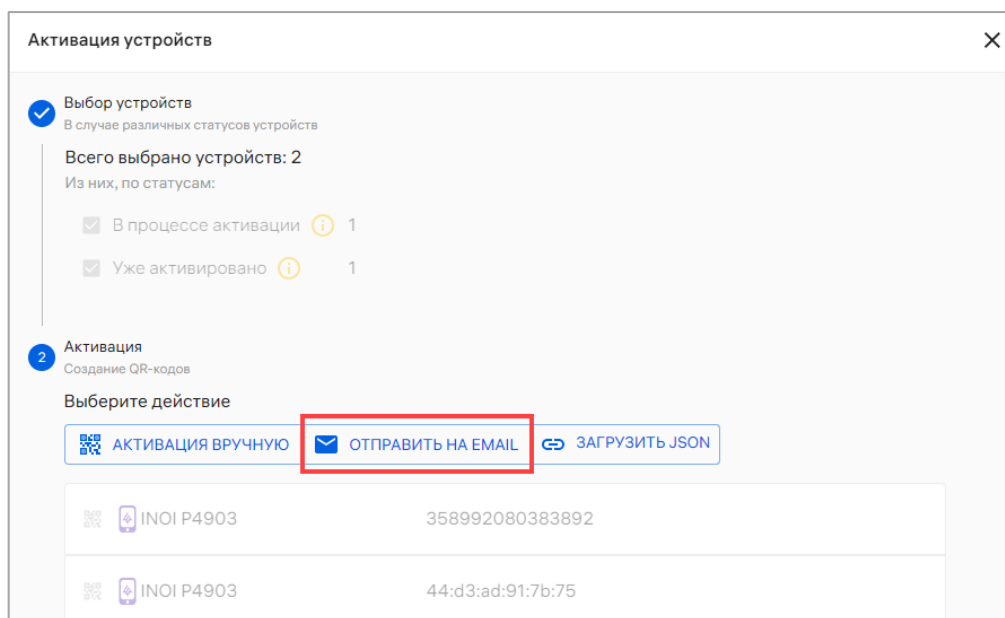 Активация устройств
Выбор устройств
В случае различных статусов устройств
Всего выбрано устройств: 2
Из них, по статусам:
В процессе активации 1
Уже активировано 1
2
Активация
Создание QR-кодов
Выберите действие
АКТИВАЦИЯ ВРУЧНУЮ ОТПРАВИТЬ НА EMAIL ЗАГРУЗИТЬ JSON
INOI P4903 358992080383892
INOI P4903 44:d3:ad:91:7b:75